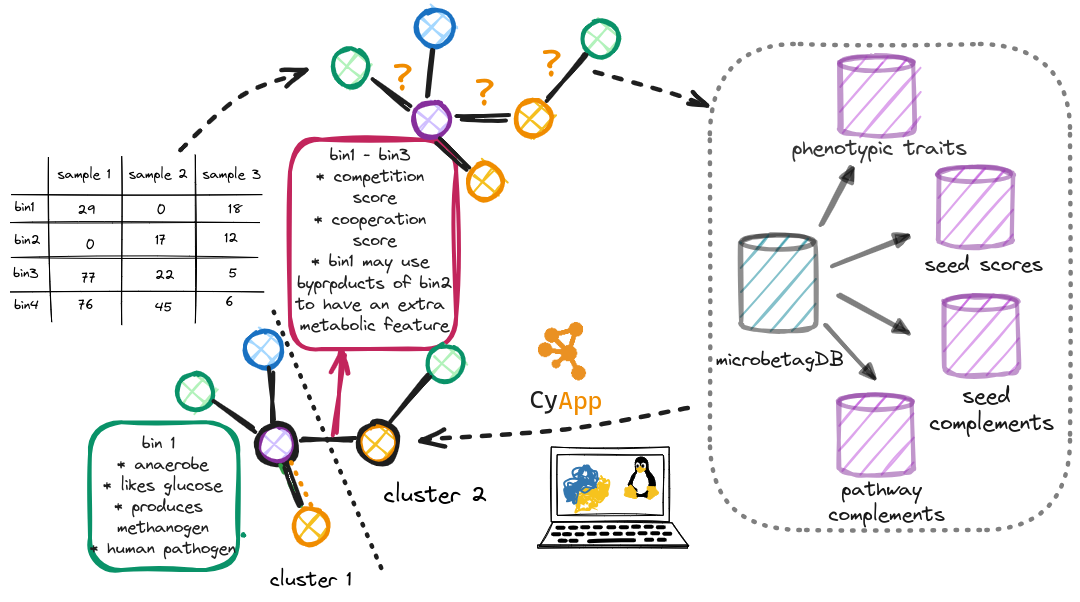 ?
?
?
sample 1 sample 2 sample 3
bin1 29 0 18
bin2 0 17 12
bin3 77 22 5
bin4 76 45 6
bin1 - bin3
* competition
score
* cooperation
score
* bin1 may use
byprpducts of bin2
to have an extra
metabolic feature
phenotypic traits
seed scores
microbetagDB
seed
complements
pathway
complements
CyApp
bin 1
* anaerobe
* likes glucose
* produces
methanogen
* human pathogen
cluster 2
cluster 1